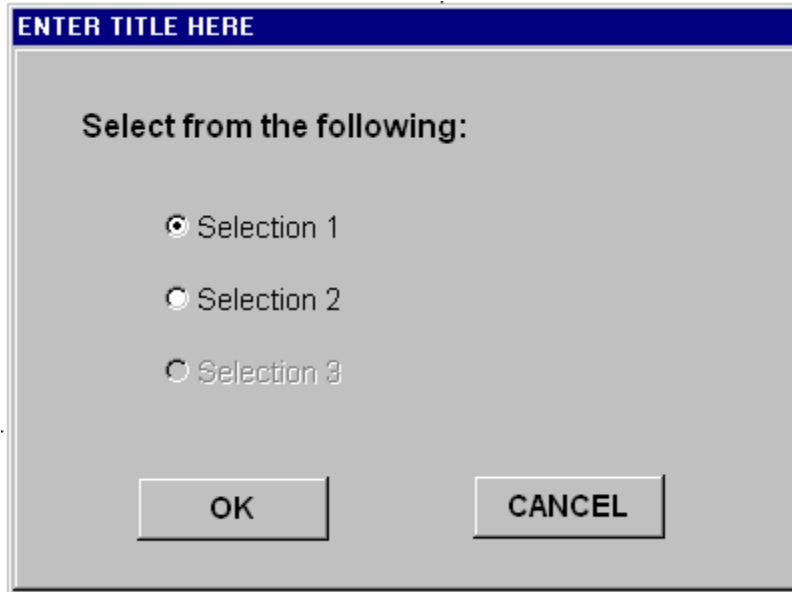 ENTER TITLE HERE
Select from the following:
Selection 1
Selection 2
Selection 3
OK CANCEL